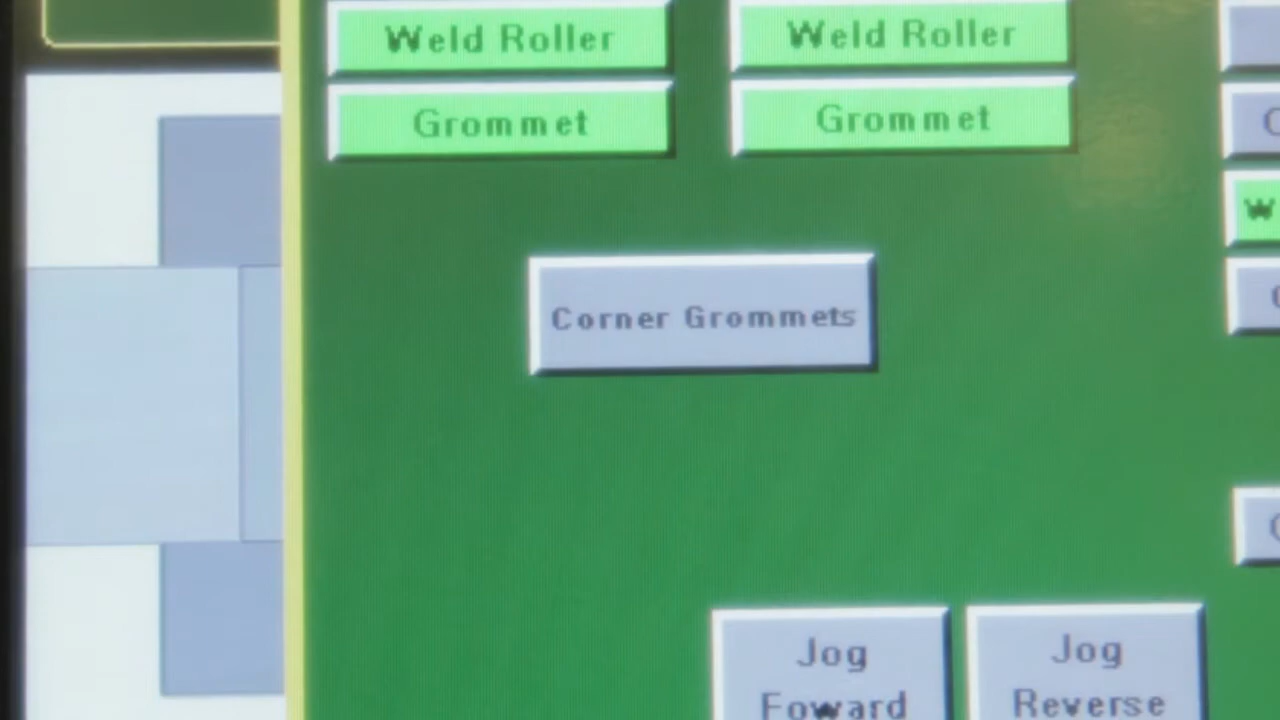 Weld Roller
Weld Roller
Grommet
Grommet
Corner Grommets
Jog
Foward
Jog
Reverse